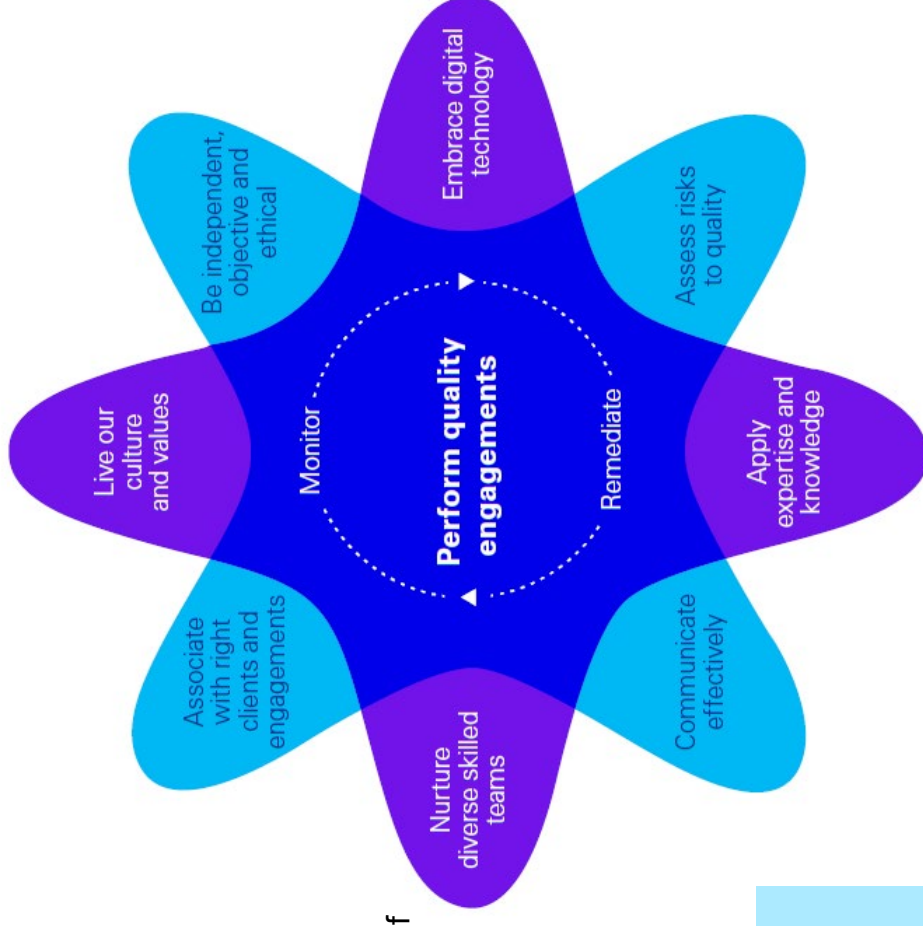 Live our
culture
and values
Associate
with right
clients and
engagements
Be independent,
objective and
ethical
Monitor
Nurture
diverse skilled
teams
Perform quality
engagements
Embrace digital
technology
Remediate
Communicate
effectively
Assess risks
to quality
Apply
expertise and
knowledge
f